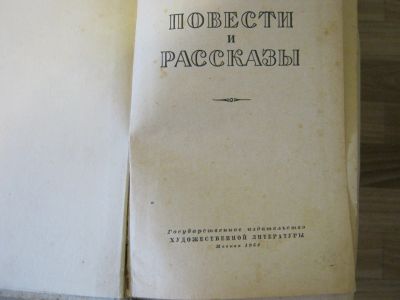 ПОВЕСТИ
И
РАССКАЗЫ
Государственное издательство
ХУДОЖЕСТВЕННОЙ ЛИТЕРАТУРЫ
Москва